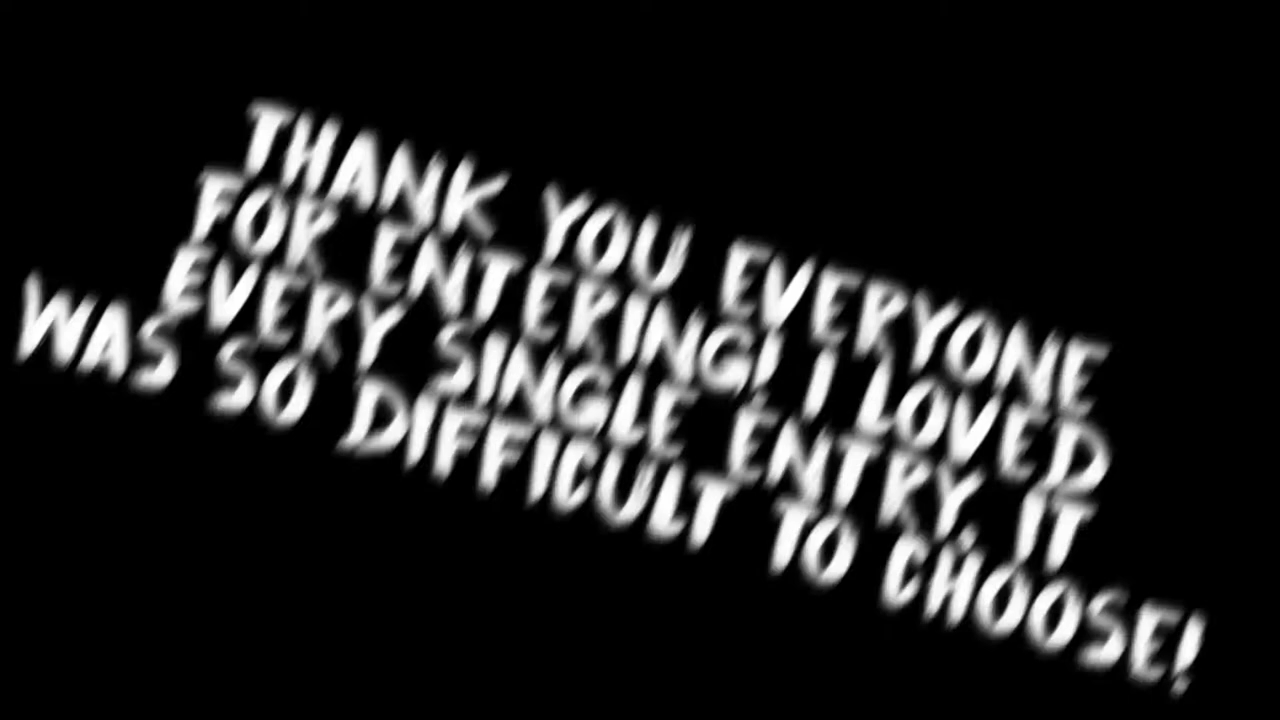 THANK YOU EVERYONE
FOR ENTERING! I LOVED
EVERY SINGLE ENTRY, IT
WAS SO DIFFICULT TO CHOOSE!